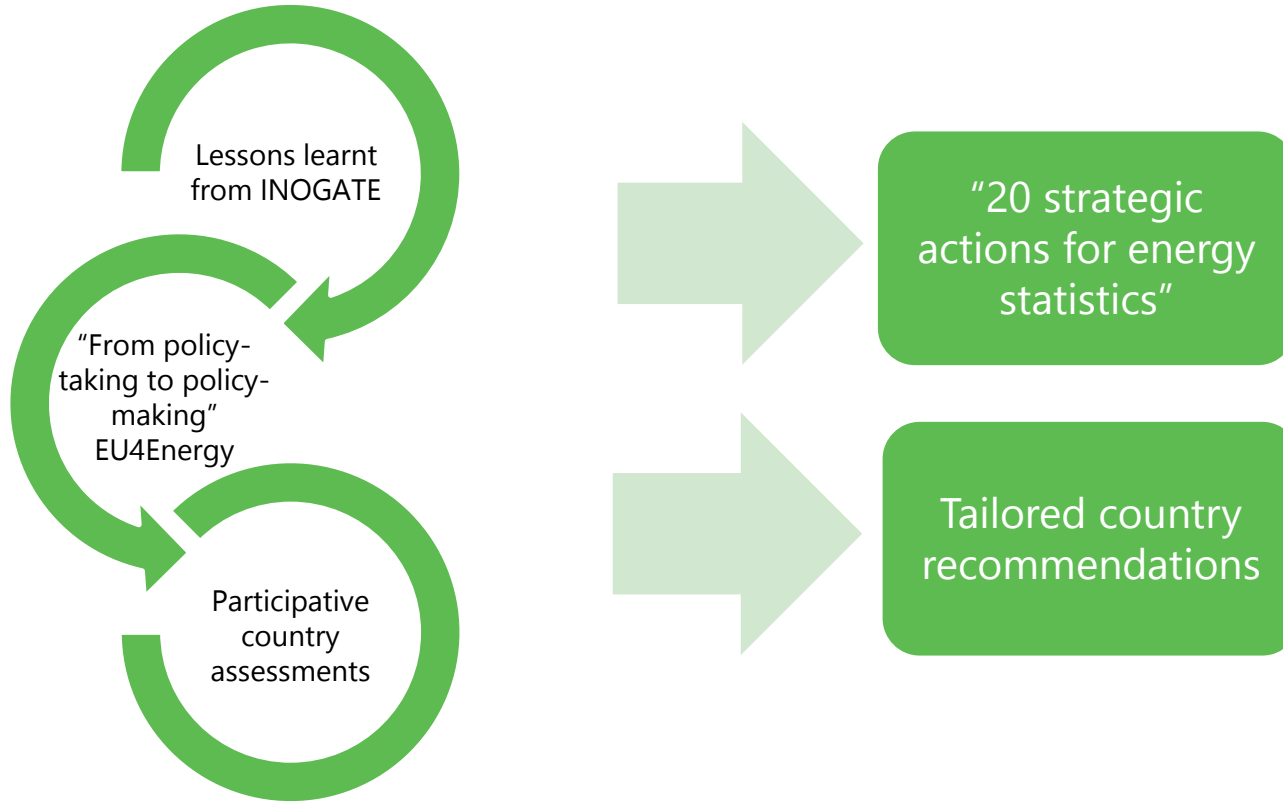 Lessons learnt
from INOGATE
“From policy-
taking to policy-
making”
EU4Energy
Participative
country
assessments
“20 strategic
actions for energy
statistics”
Tailored country
recommendations